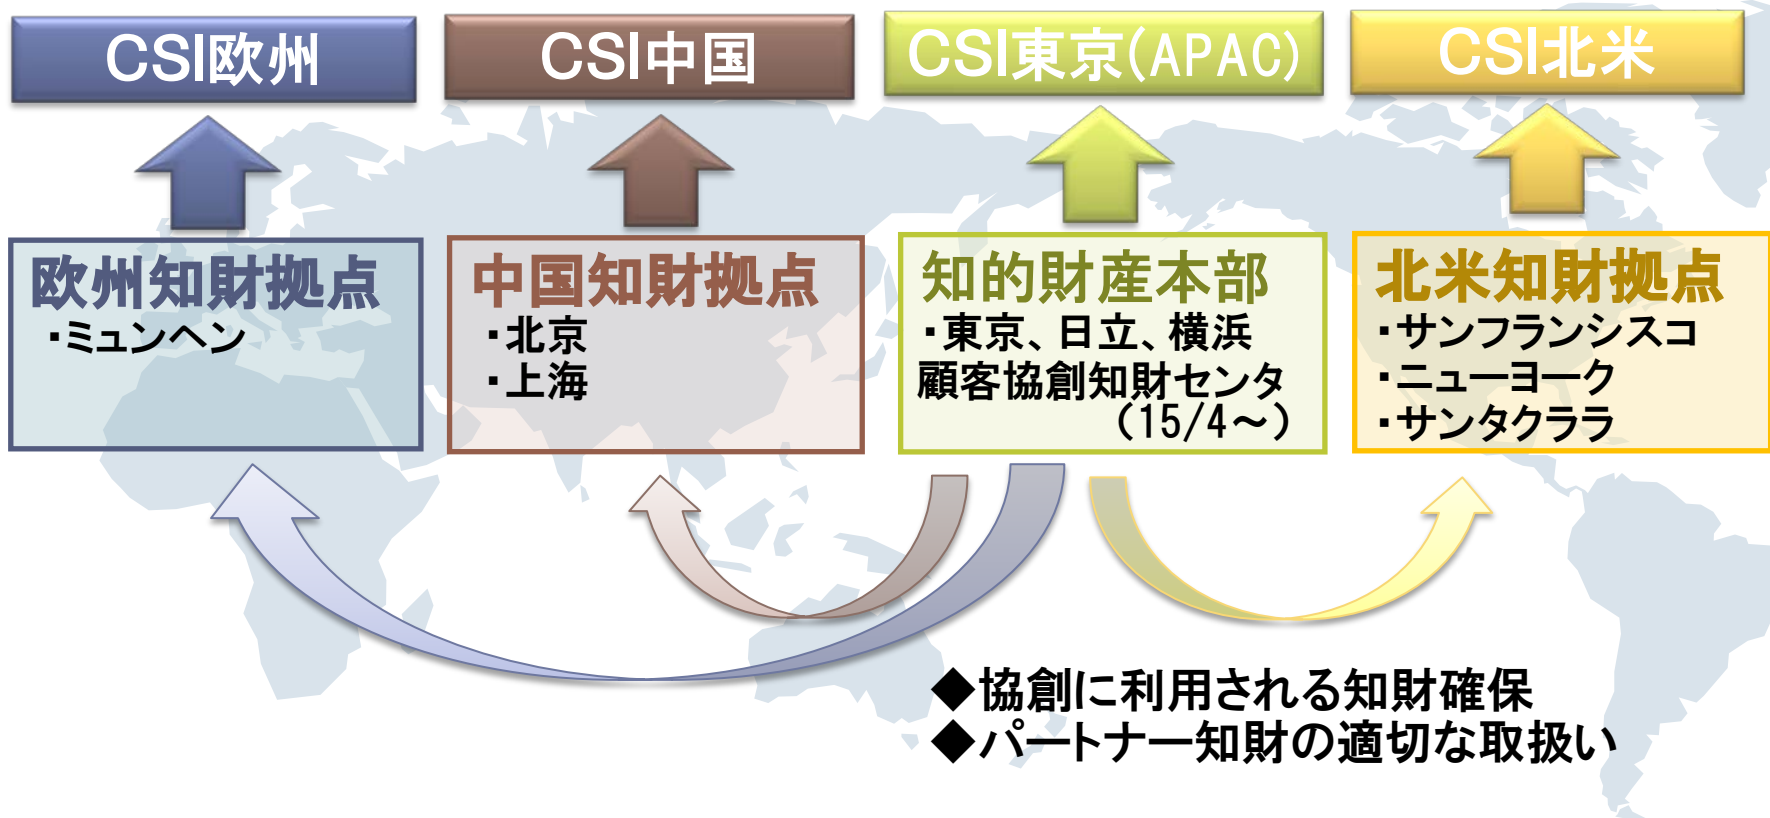 CSI欧州
CSI中国
CSI東京(APAC)
CSI北米
欧州知財拠点
・ミュンヘン
中国知財拠点
・北京
・上海
知的財産本部
・東京、日立、横浜
顧客協創知財センタ
(15/4～)
北米知財拠点
・サンフランシスコ
・ニューヨーク
・サンタクララ
◆協創に利用される知財確保
◆パートナー知財の適切な取扱い